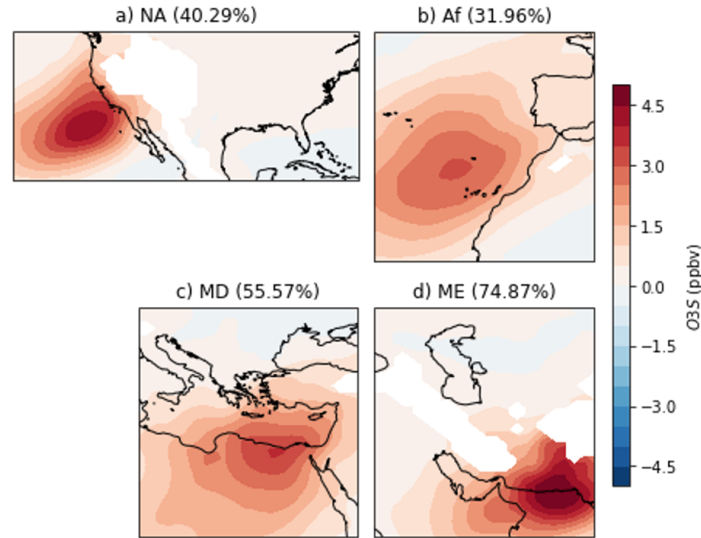 a) NA (40.29%)
b) Af (31.96%)
c) MD (55.57%)
d) ME (74.87%)
4.5
3.0
1.5
0.0
−1.5
−3.0
−4.5
O3S (ppbv)